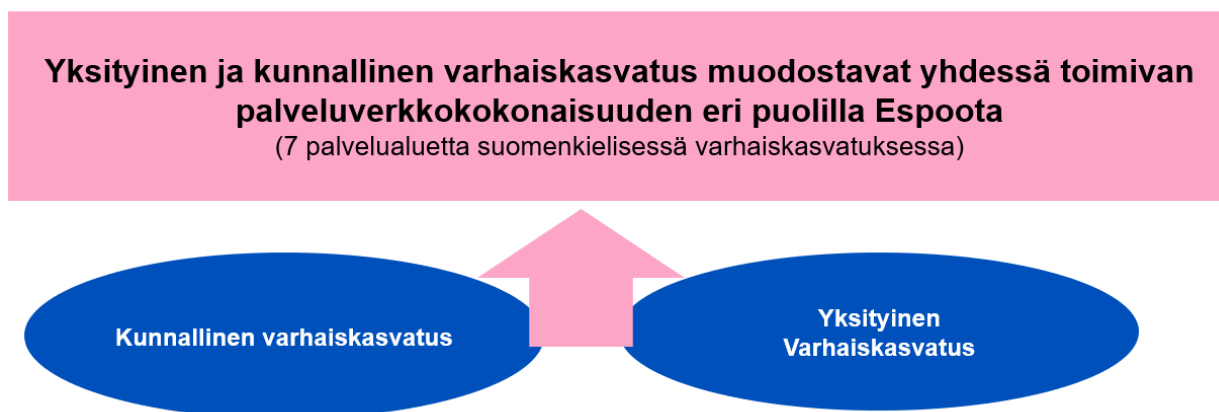 Yksityinen ja kunnallinen varhaiskasvatus muodostavat yhdessä toimivan
palveluverkkokokonaisuuden eri puolilla Espoota
(7 palvelualuetta suomenkielisessä varhaiskasvatuksessa)
Kunnallinen varhaiskasvatus
Yksityinen
Varhaiskasvatus